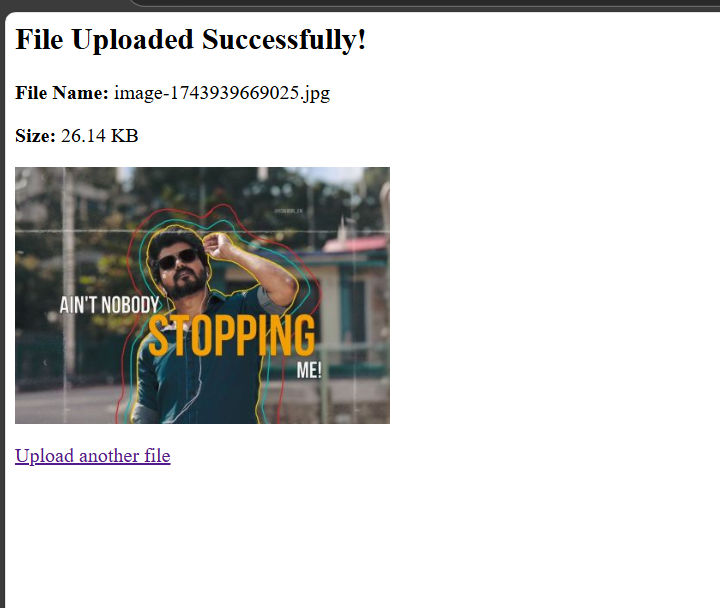 File Uploaded Successfully!
File Name: image-1743939669025.jpg
Size: 26.14 KB
AIN'T NOBODY
STOPPING
ME!
Upload another file